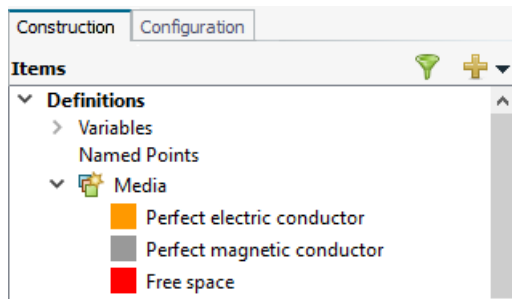 Construction Configuration
Items
Definitions
Variables
Named Points
Media
Perfect electric conductor
Perfect magnetic conductor
Free space